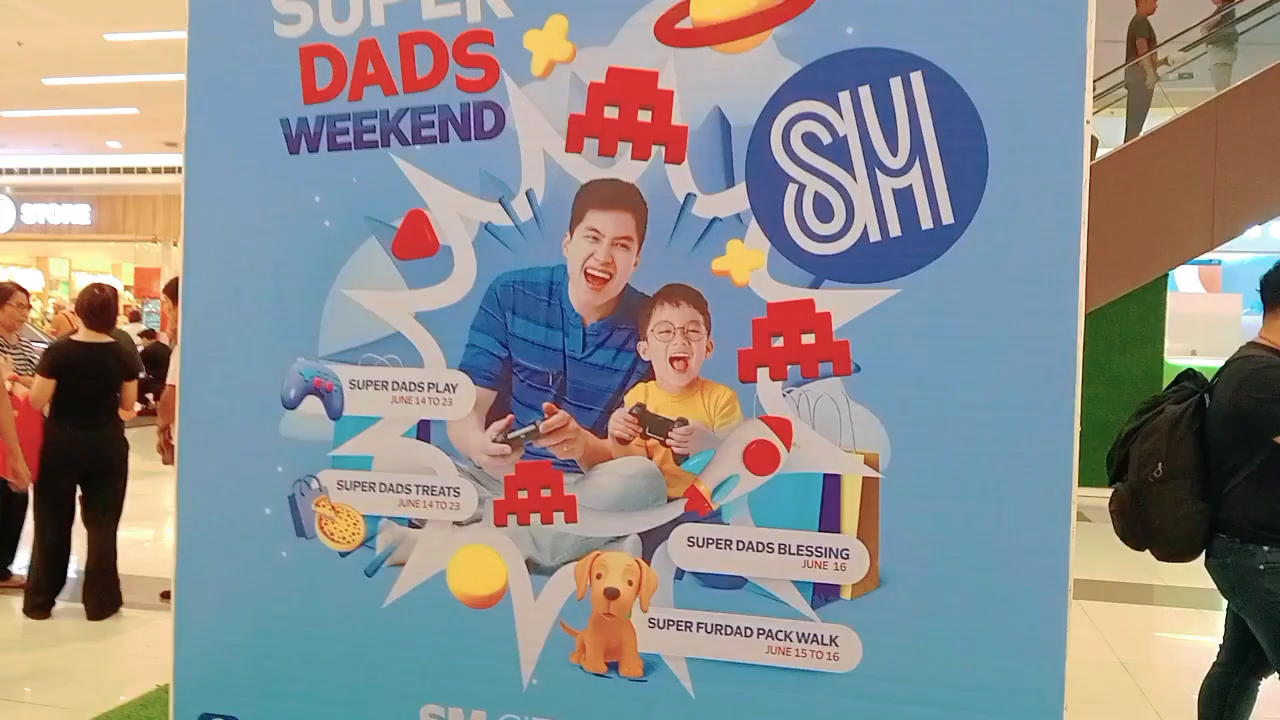 SUPER
DADS
WEEKEND
SM
STORE
SUPER DADS PLAY
JUNE 14 TO 23
SUPER DADS TREATS
JUNE 14 TO 23
SUPER DADS BLESSING
JUNE 16
SUPER FURDAD PACK WALK
JUNE 15 TO 16
SM